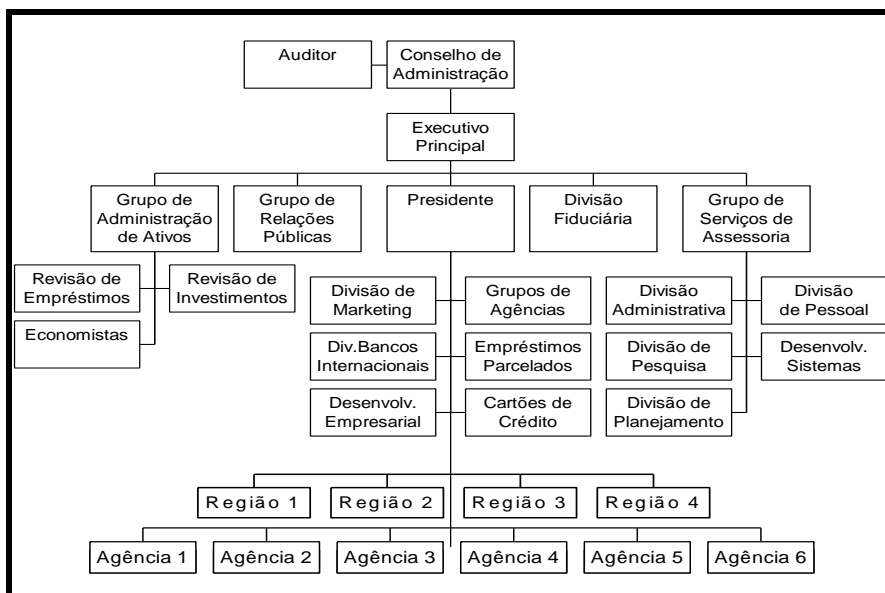 Auditor
Conselho de
Administração
Executivo
Principal
Grupo de
Administração
de Ativos
Grupo de
Relações
Públicas
Presidente
Divisão
Fiduciária
Grupo de
Serviços de
Assessoria
Revisão de
Empréstimos
Revisão de
Investimentos
Economistas
Divisão de
Marketing
Grupos de
Agências
Div.Bancos
Internacionais
Empréstimos
Parcelados
Desenvolv.
Empresarial
Cartões de
Crédito
Divisão
Administrativa
Divisão
de Pessoal
Divisão de
Pesquisa
Desenvolv.
Sistemas
Divisão de
Planejamento
Região 1
Região 2
Região 3
Região 4
Agência 1
Agência 2
Agência 3
Agência 4
Agência 5
Agência 6